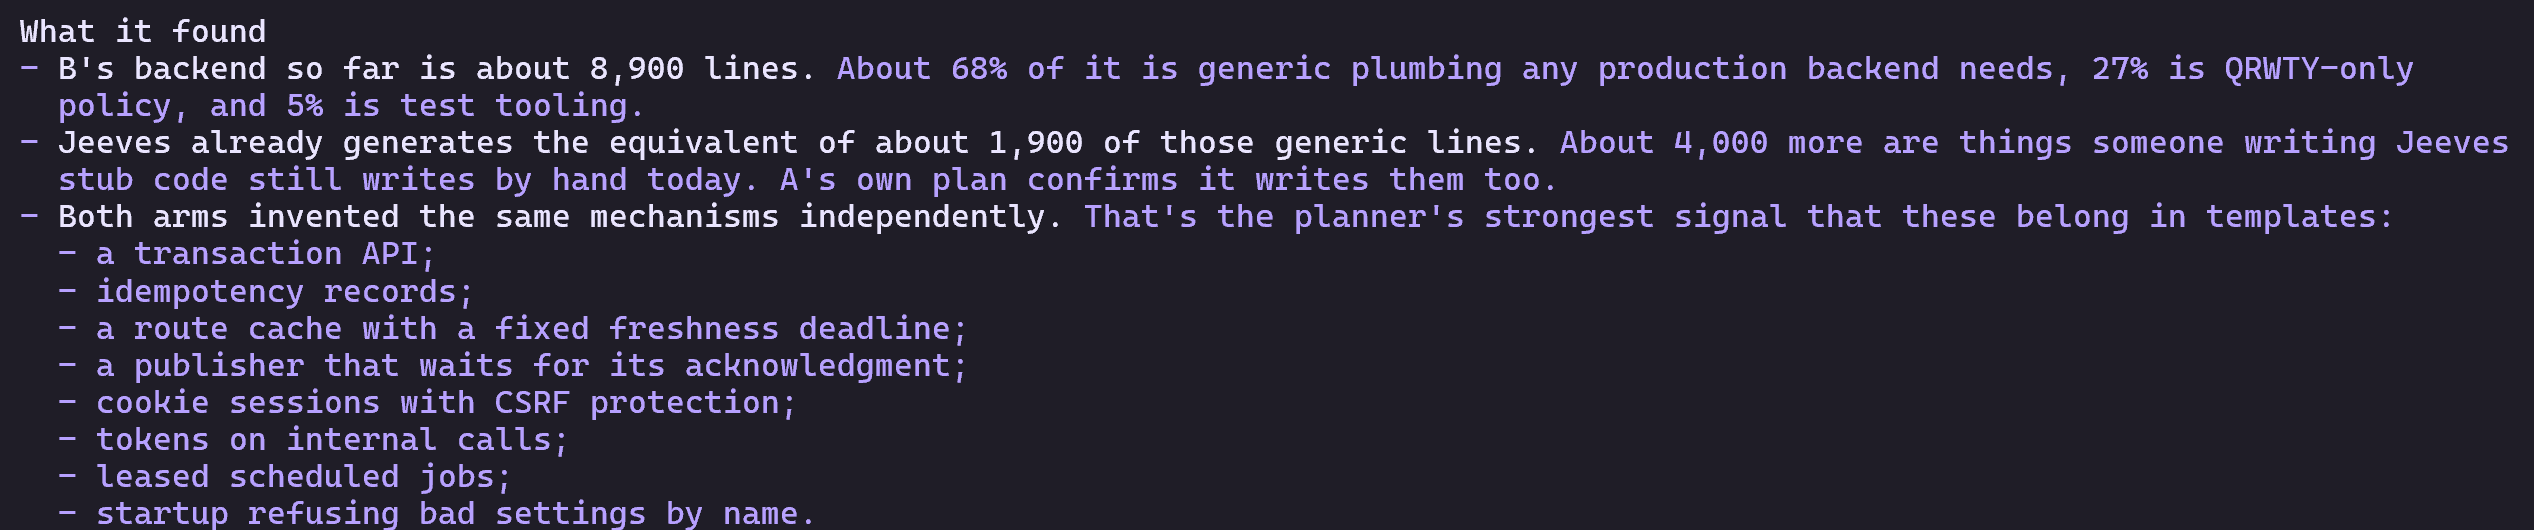 What it found
- B's backend so far is about 8,900 lines. About 68% of it is generic plumbing any production backend needs, 27% is QRWTY-only
policy, and 5% is test tooling.
- Jeeves already generates the equivalent of about 1,900 of those generic lines. About 4,000 more are things someone writing Jeeves
stub code still writes by hand today. A's own plan confirms it writes them too.
- Both arms invented the same mechanisms independently. That's the planner's strongest signal that these belong in templates:
- a transaction API;
- idempotency records;
- a route cache with a fixed freshness deadline;
- a publisher that waits for its acknowledgment;
- cookie sessions with CSRF protection;
- tokens on internal calls;
- leased scheduled jobs;
- startup refusing bad settings by name.